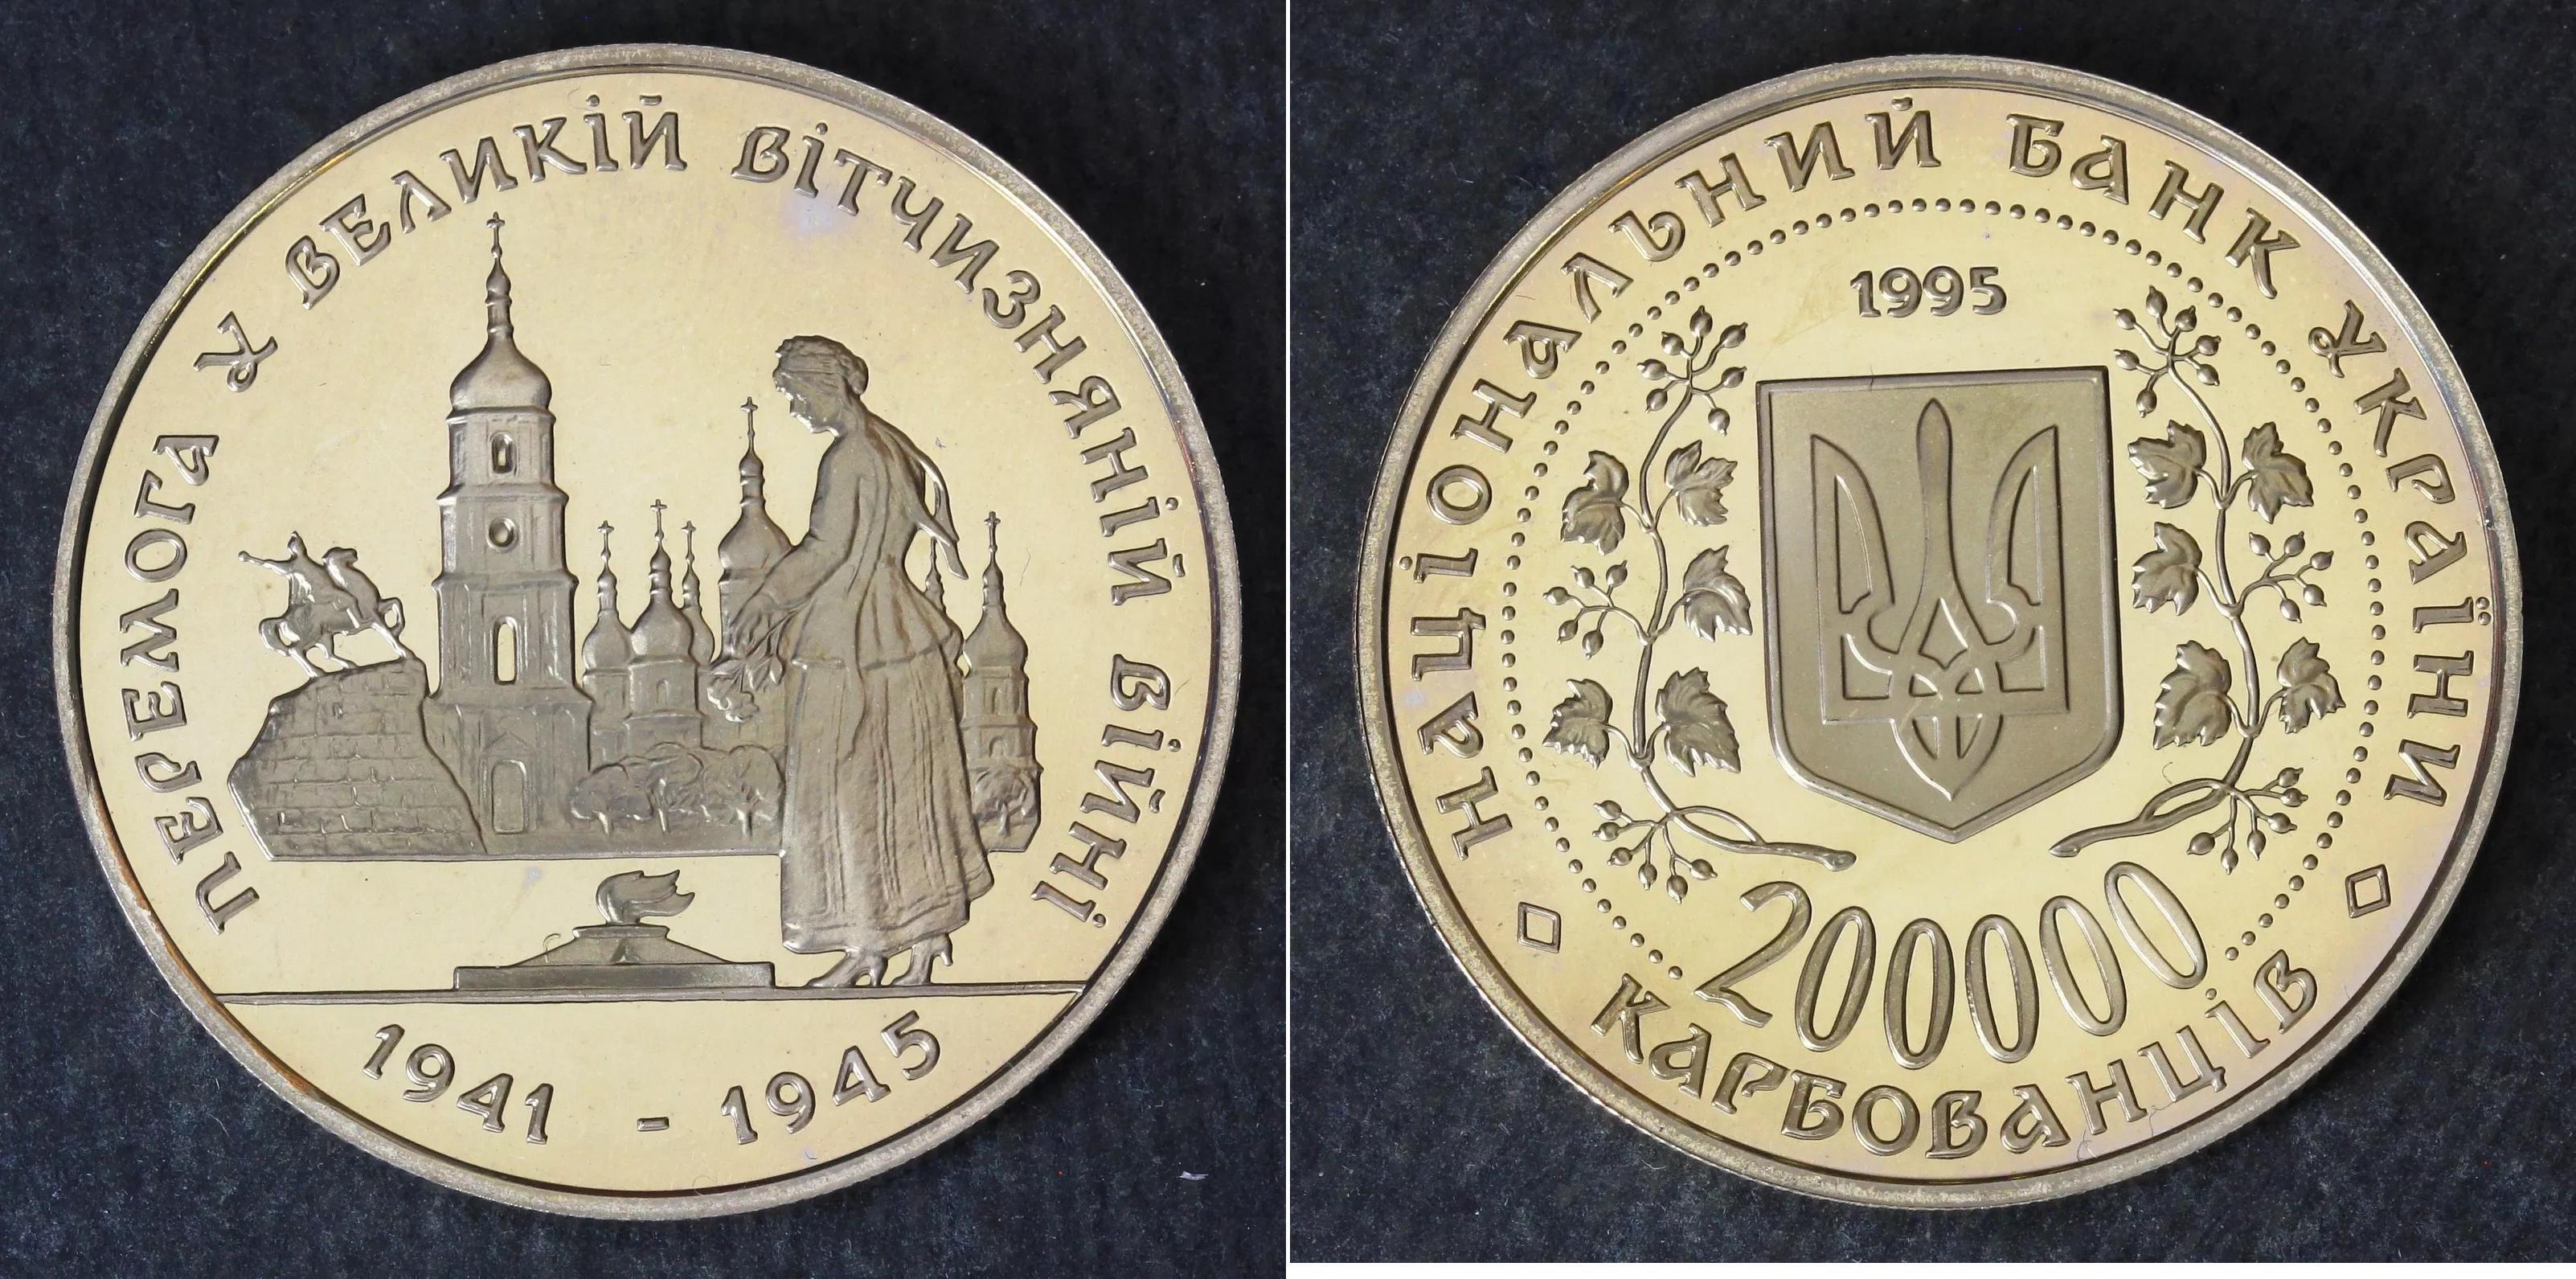 ПЕРЕМОГА У ВЕЛИКІЙ ВІТЧИЗНЯНІЙ ВІЙНІ
1941 - 1945
НАЦІОНАЛЬНИЙ БАНК УКРАЇНИ
1995
200000
КАРБОВАНЦІВ